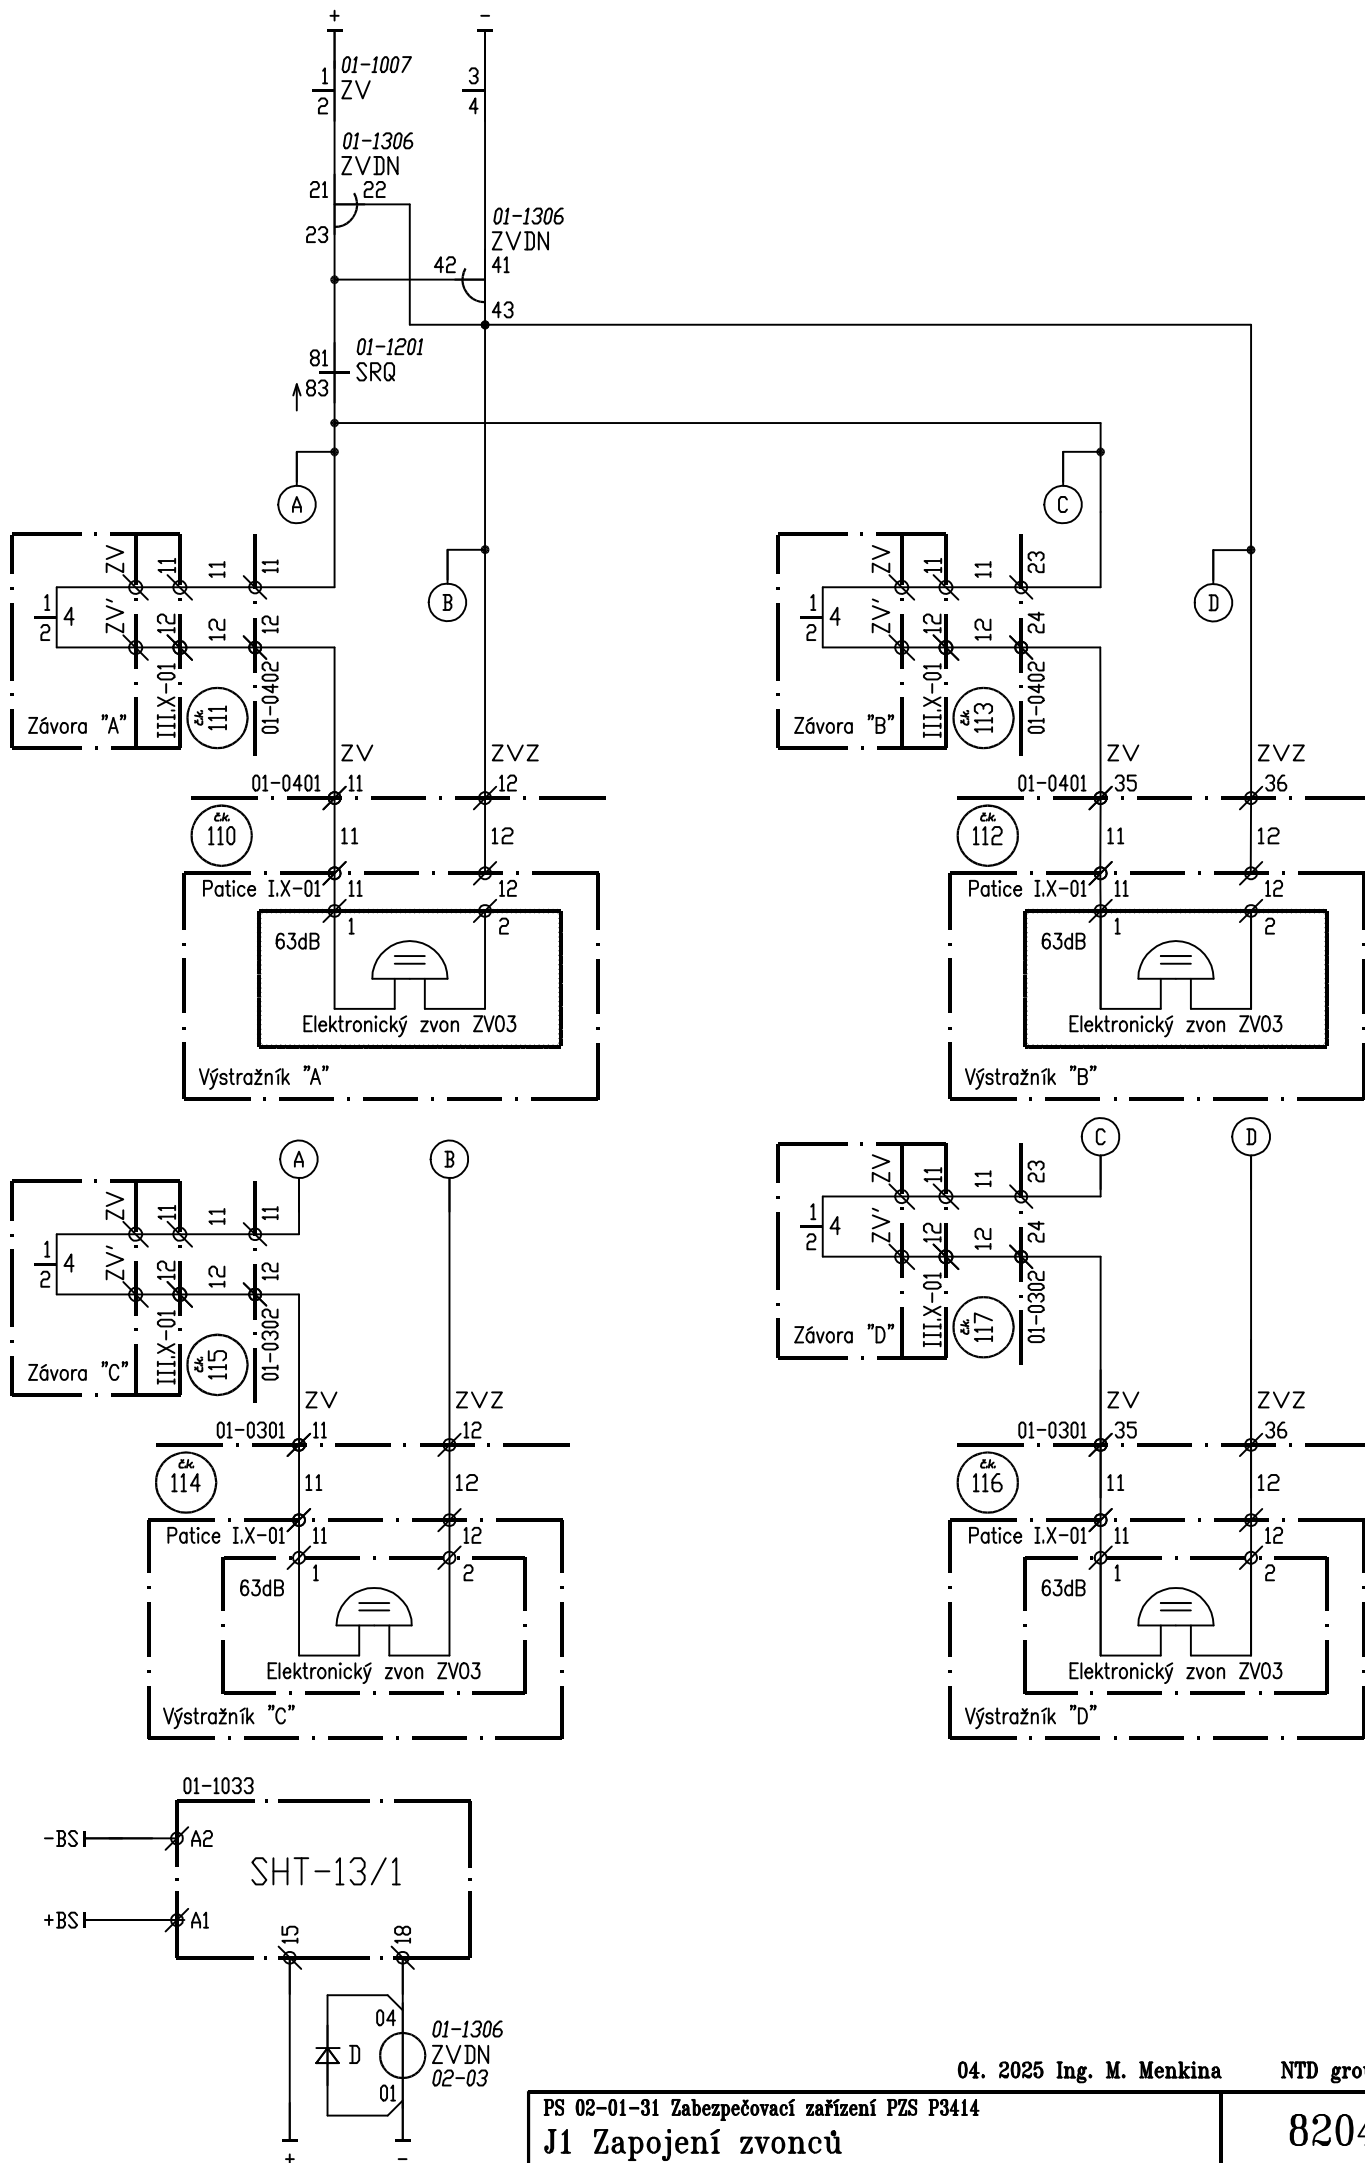 + -
01-1007
1 ZV 3
2 4
01-1306
ZVDN
21 22
23
01-1306
ZVDN
42 41
43
01-1201
81 SRQ
83
A C
B D
ZV 11 11 11
1 4
2
ZV' 12 12 12
III.X-01
01-0402
Závora "A"
č.k.
111
ZV 11 11 23
1 4
2
ZV' 12 12 24
III.X-01
01-0402
Závora "B"
č.k.
113
ZV ZVZ
01-0401 11 12
č.k.
110
11 12
Patice I.X-01 11 12
63dB 1 2
Elektronický zvon ZV03
Výstražník "A"
ZV ZVZ
01-0401 35 36
č.k.
112
11 12
Patice I.X-01 11 12
63dB 1 2
Elektronický zvon ZV03
Výstražník "B"
A B
C D
ZV 11 11 11
1 4
2
ZV' 12 12 12
III.X-01
01-0302
Závora "C"
č.k.
115
ZV 11 11 23
1 4
2
ZV' 12 12 24
III.X-01
01-0302
Závora "D"
č.k.
117
ZV ZVZ
01-0301 11 12
č.k.
114
11 12
Patice I.X-01 11 12
63dB 1 2
Elektronický zvon ZV03
Výstražník "C"
ZV ZVZ
01-0301 35 36
č.k.
116
11 12
Patice I.X-01 11 12
63dB 1 2
Elektronický zvon ZV03
Výstražník "D"
01-1033
-BS A2
SHT-13/1
+BS A1
15 18
04
01-1306
D ZVDN
02-03
01
+ -
04. 2025 Ing. M. Menkina NTD
PS 02-01-31 Zabezpečovací zařízení PZS P3414
J1 Zapojení zvonců
8204